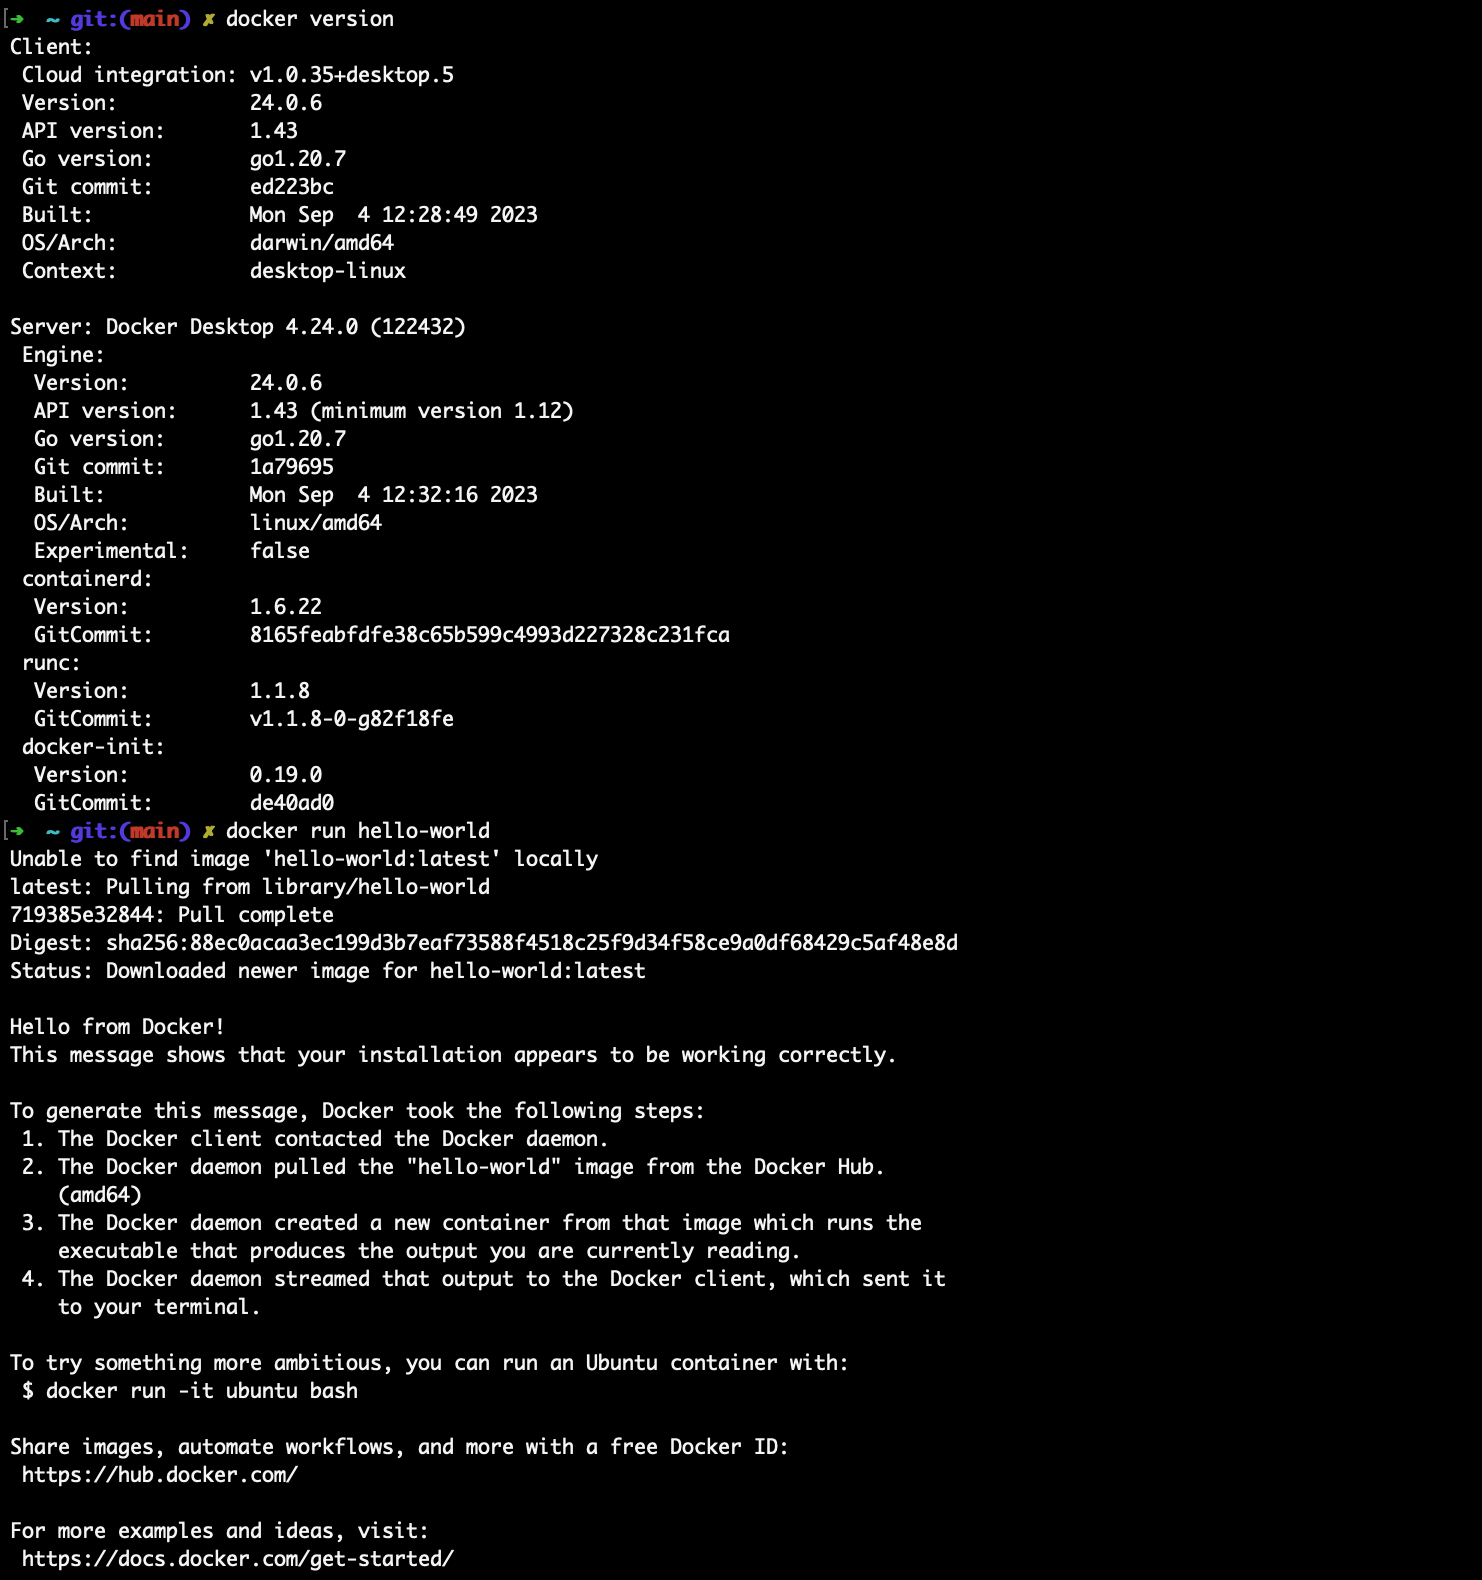 [➜  ~ git:(main) ✗ docker version
Client:
 Cloud integration: v1.0.35+desktop.5
 Version:           24.0.6
 API version:       1.43
 Go version:        go1.20.7
 Git commit:        ed223bc
 Built:             Mon Sep  4 12:28:49 2023
 OS/Arch:           darwin/amd64
 Context:           desktop-linux

Server: Docker Desktop 4.24.0 (122432)
 Engine:
  Version:          24.0.6
  API version:      1.43 (minimum version 1.12)
  Go version:       go1.20.7
  Git commit:       1a79695
  Built:            Mon Sep  4 12:32:16 2023
  OS/Arch:          linux/amd64
  Experimental:     false
 containerd:
  Version:          1.6.22
  GitCommit:        8165feabfdfe38c65b599c4993d227328c231fca
 runc:
  Version:          1.1.8
  GitCommit:        v1.1.8-0-g82f18fe
 docker-init:
  Version:          0.19.0
  GitCommit:        de40ad0
[➜  ~ git:(main) ✗ docker run hello-world
Unable to find image 'hello-world:latest' locally
latest: Pulling from library/hello-world
719385e32844: Pull complete
Digest: sha256:88ec0acaa3ec199d3b7eaf73588f4518c25f9d34f58ce9a0df68429c5af48e8d
Status: Downloaded newer image for hello-world:latest

Hello from Docker!
This message shows that your installation appears to be working correctly.

To generate this message, Docker took the following steps:
 1. The Docker client contacted the Docker daemon.
 2. The Docker daemon pulled the "hello-world" image from the Docker Hub.
    (amd64)
 3. The Docker daemon created a new container from that image which runs the
    executable that produces the output you are currently reading.
 4. The Docker daemon streamed that output to the Docker client, which sent it
    to your terminal.

To try something more ambitious, you can run an Ubuntu container with:
 $ docker run -it ubuntu bash

Share images, automate workflows, and more with a free Docker ID:
 https://hub.docker.com/

For more examples and ideas, visit:
 https://docs.docker.com/get-started/